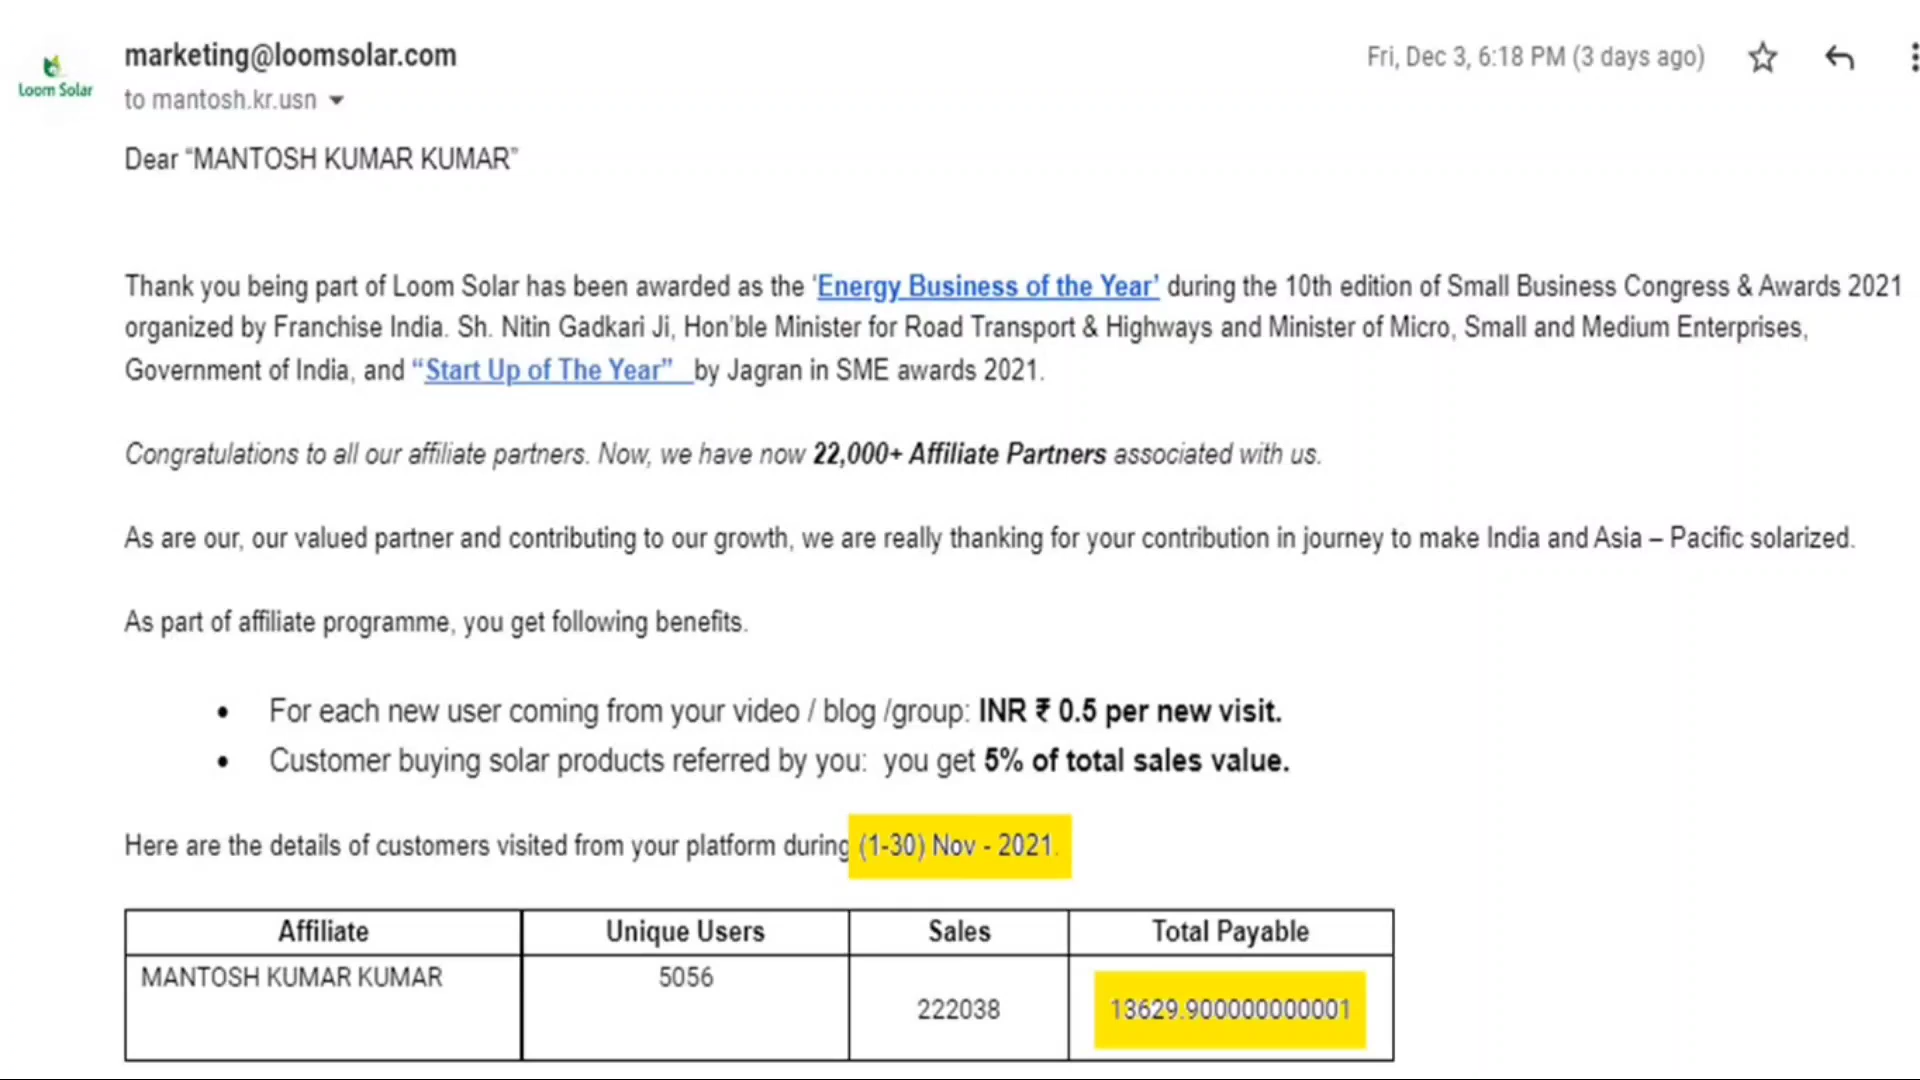 marketing@loomsolar.com
Fri, Dec 3, 6:18 PM (3 days ago)
Loom Solar
to mantosh.kr.usn
Dear “MANTOSH KUMAR KUMAR”
Thank you being part of Loom Solar has been awarded as the ‘Energy Business of the Year’ during the 10th edition of Small Business Congress & Awards 2021
organized by Franchise India. Sh. Nitin Gadkari Ji, Hon’ble Minister for Road Transport & Highways and Minister of Micro, Small and Medium Enterprises,
Government of India, and “Start Up of The Year” by Jagran in SME awards 2021.
Congratulations to all our affiliate partners. Now, we have now 22,000+ Affiliate Partners associated with us.
As are our, our valued partner and contributing to our growth, we are really thanking for your contribution in journey to make India and Asia – Pacific solarized.
As part of affiliate programme, you get following benefits.
• For each new user coming from your video / blog /group: INR ₹ 0.5 per new visit.
• Customer buying solar products referred by you: you get 5% of total sales value.
Here are the details of customers visited from your platform during (1-30) Nov - 2021.
Affiliate Unique Users Sales Total Payable
MANTOSH KUMAR KUMAR 5056 222038 13629.900000000001